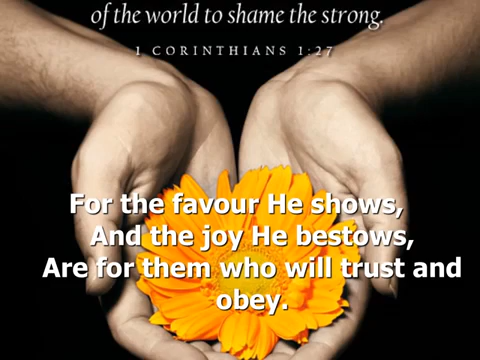 of the world to shame the strong.
1 CORINTHIANS 1:27
For the favour He shows,
And the joy He bestows,
Are for them who will trust and
obey.